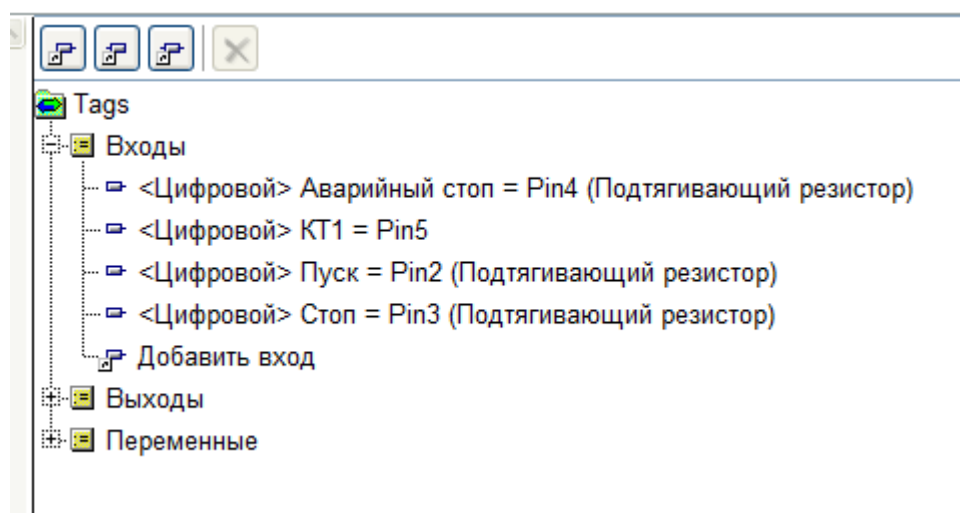 Tags
Входы
<Цифровой> Аварийный стоп = Pin4 (Подтягивающий резистор)
<Цифровой> КТ1 = Pin5
<Цифровой> Пуск = Pin2 (Подтягивающий резистор)
<Цифровой> Стоп = Pin3 (Подтягивающий резистор)
Добавить вход
Выходы
Переменные